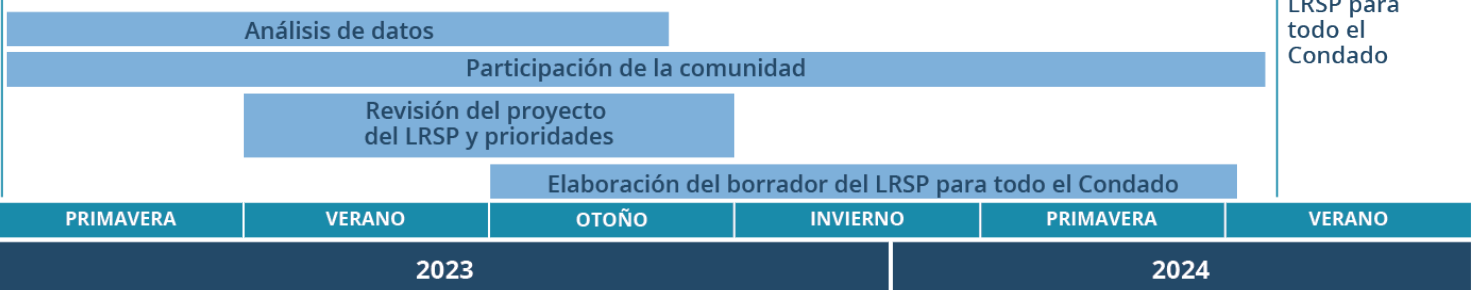 LRSP para
todo el
Condado
Análisis de datos
Participación de la comunidad
Revisión del proyecto
del LRSP y prioridades
Elaboración del borrador del LRSP para todo el Condado
PRIMAVERA VERANO OTOÑO INVIERNO PRIMAVERA VERANO
2023 2024